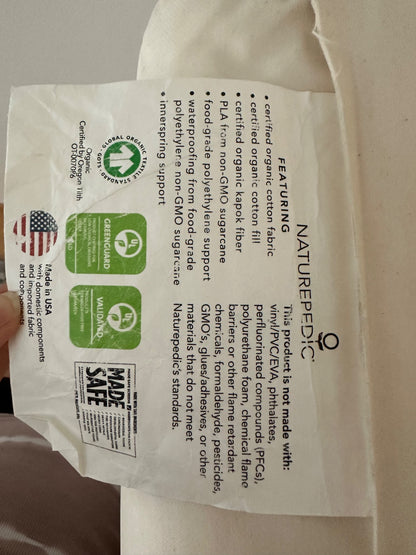 NATUREPEDIC
FEATURING
• certified organic cotton fabric
• certified organic cotton fill
• certified organic kapok fiber
• PLA from non-GMO sugarcane
• food-grade polyethylene support
• waterproofing from food-grade
polyethylene non-GMO sugarcane
• innerspring support
This product is not made with:
vinyl/PVC/EVA, phthalates,
perfluorinated compounds (PFCs),
polyurethane foam, chemical flame
barriers or other flame retardant
chemicals, formaldehyde, pesticides,
GMO's, glues/adhesives, or other
materials that do not meet
Naturepedic's standards.
GLOBAL ORGANIC TEXTILE STANDARD
· GOTS ·
Organic
Certified by Oregon Tilth
OT-007096
GREENGUARD
VALIDATED
MADE
SAFE
Made in USA
with domestic components
and imported fabric
and components